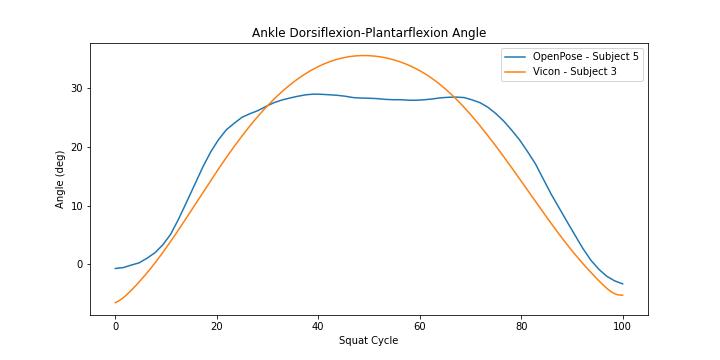 Ankle Dorsiflexion-Plantarflexion Angle
OpenPose - Subject 5
Vicon - Subject 3
Angle (deg)
30
20
10
0
0 20 40 60 80 100
Squat Cycle